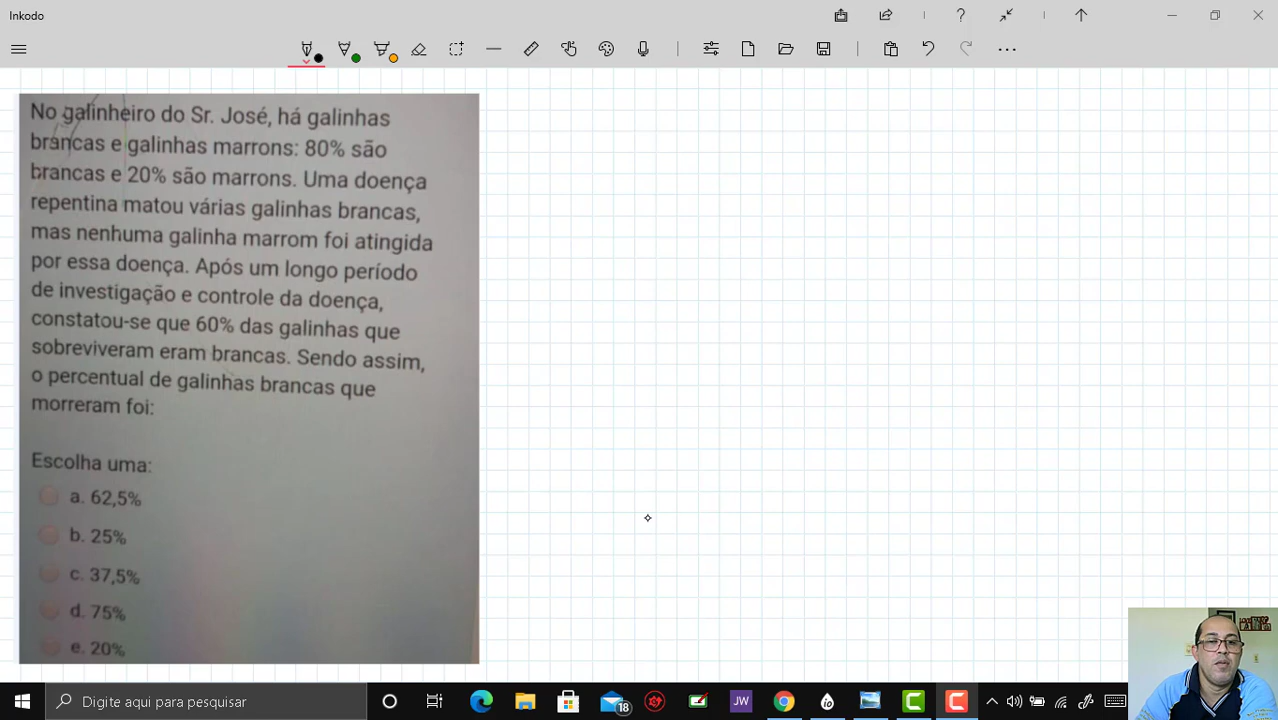 Inkodo
No galinheiro do Sr. José, há galinhas
brancas e galinhas marrons: 80% são
brancas e 20% são marrons. Uma doença
repentina matou várias galinhas brancas,
mas nenhuma galinha marrom foi atingida
por essa doença. Após um longo período
de investigação e controle da doença,
constatou-se que 60% das galinhas que
sobreviveram eram brancas. Sendo assim,
o percentual de galinhas brancas que
morreram foi:
Escolha uma:
a. 62,5%
b. 25%
c. 37,5%
d. 75%
e. 20%
Digite aqui para pesquisar
18
JW